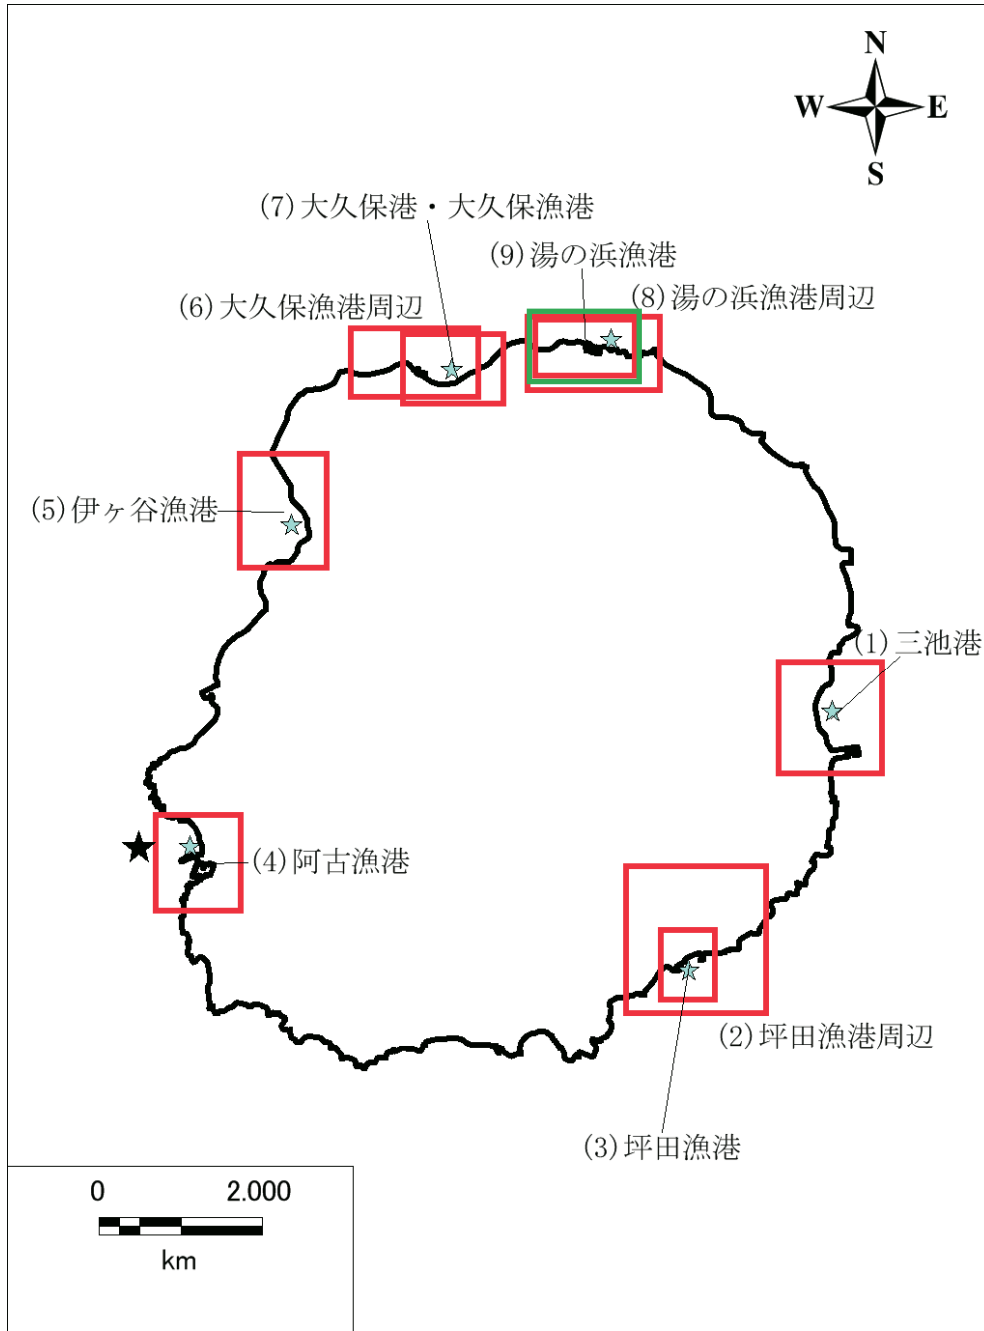 N
W E
S
(7)大久保港・大久保漁港
(9)湯の浜漁港
(8)湯の浜漁港周辺
(6)大久保漁港周辺
(5)伊ヶ谷漁港
(1)三池港
(4)阿古漁港
(2)坪田漁港周辺
(3)坪田漁港
0 2.000
km